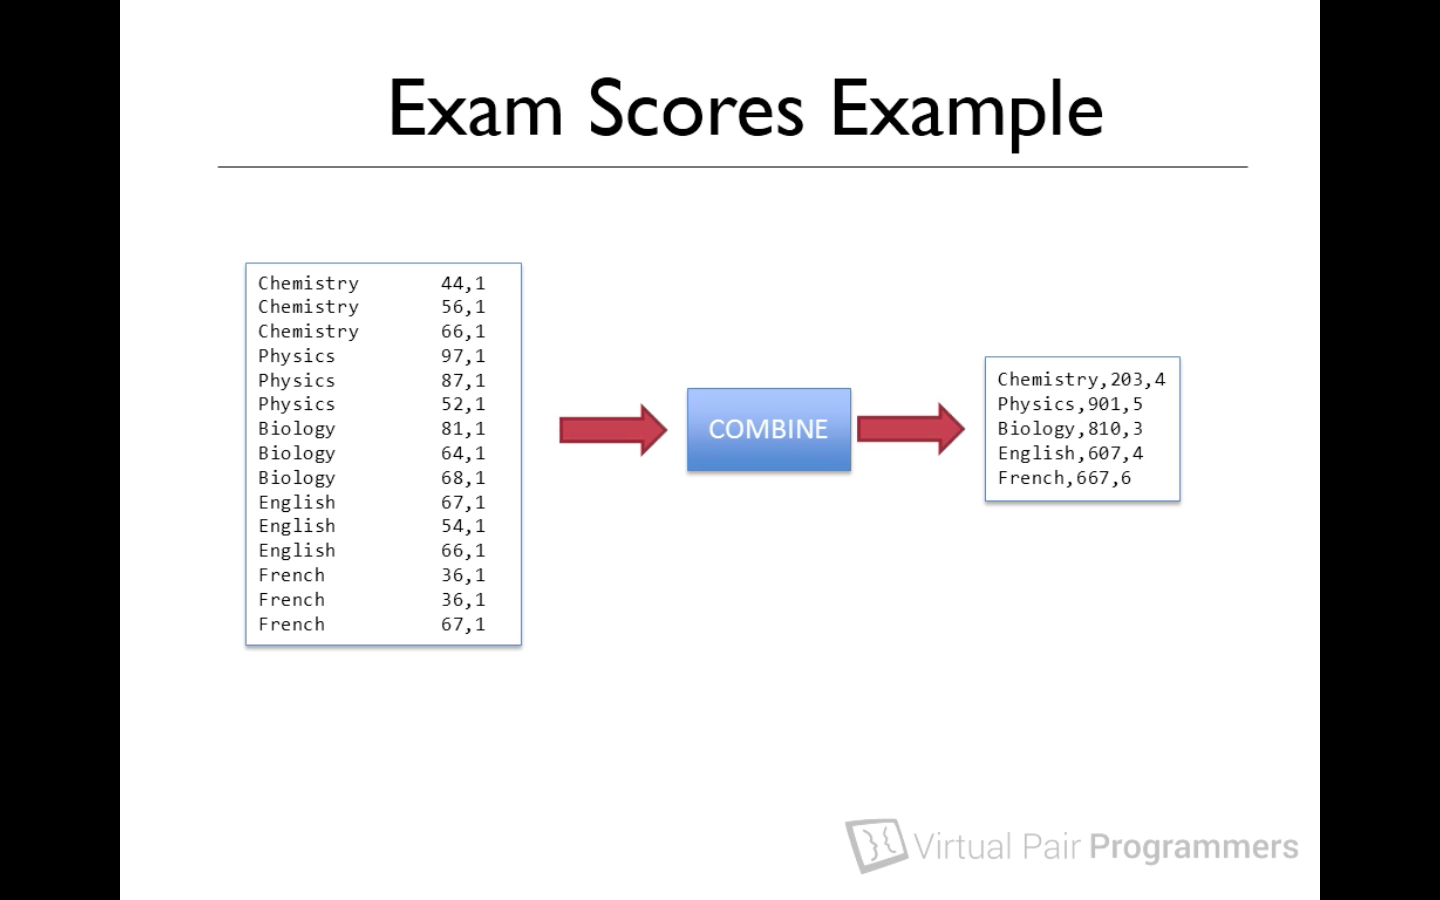 Exam Scores Example
Chemistry 44,1
Chemistry 56,1
Chemistry 66,1
Physics 97,1
Physics 87,1
Physics 52,1
Biology 81,1
Biology 64,1
Biology 68,1
English 67,1
English 54,1
English 66,1
French 36,1
French 36,1
French 67,1
COMBINE
Chemistry,203,4
Physics,901,5
Biology,810,3
English,607,4
French,667,6
Virtual Pair Programmers